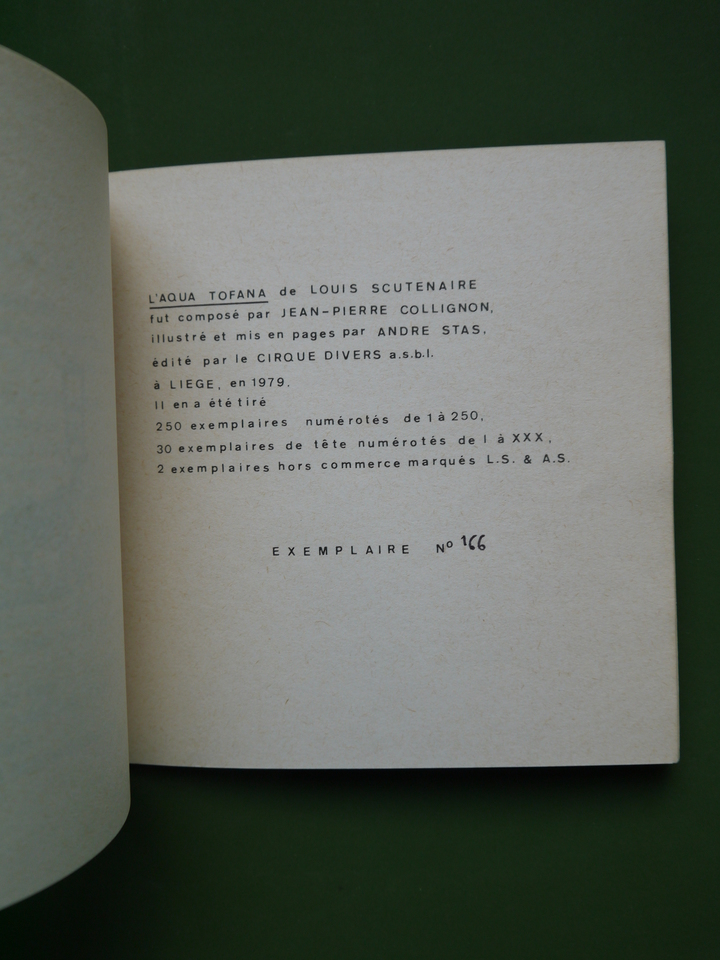 L'AQUA TOFANA de LOUIS SCUTENAIRE
fut composé par JEAN-PIERRE COLLIGNON,
illustré et mis en pages par ANDRE STAS,
édité par le CIRQUE DIVERS a.s.b.l.
à LIEGE, en 1979.
Il en a été tiré
250 exemplaires numérotés de 1 à 250,
30 exemplaires de tête numérotés de I à XXX,
2 exemplaires hors commerce marqués L.S. & A.S.
EXEMPLAIRE Nº 166